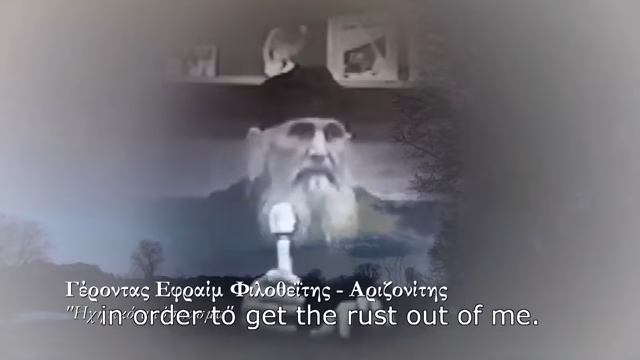 Γέροντας Εφραίμ Φιλοθεΐτης - Αριζονίτης
in order to get the rust out of me.